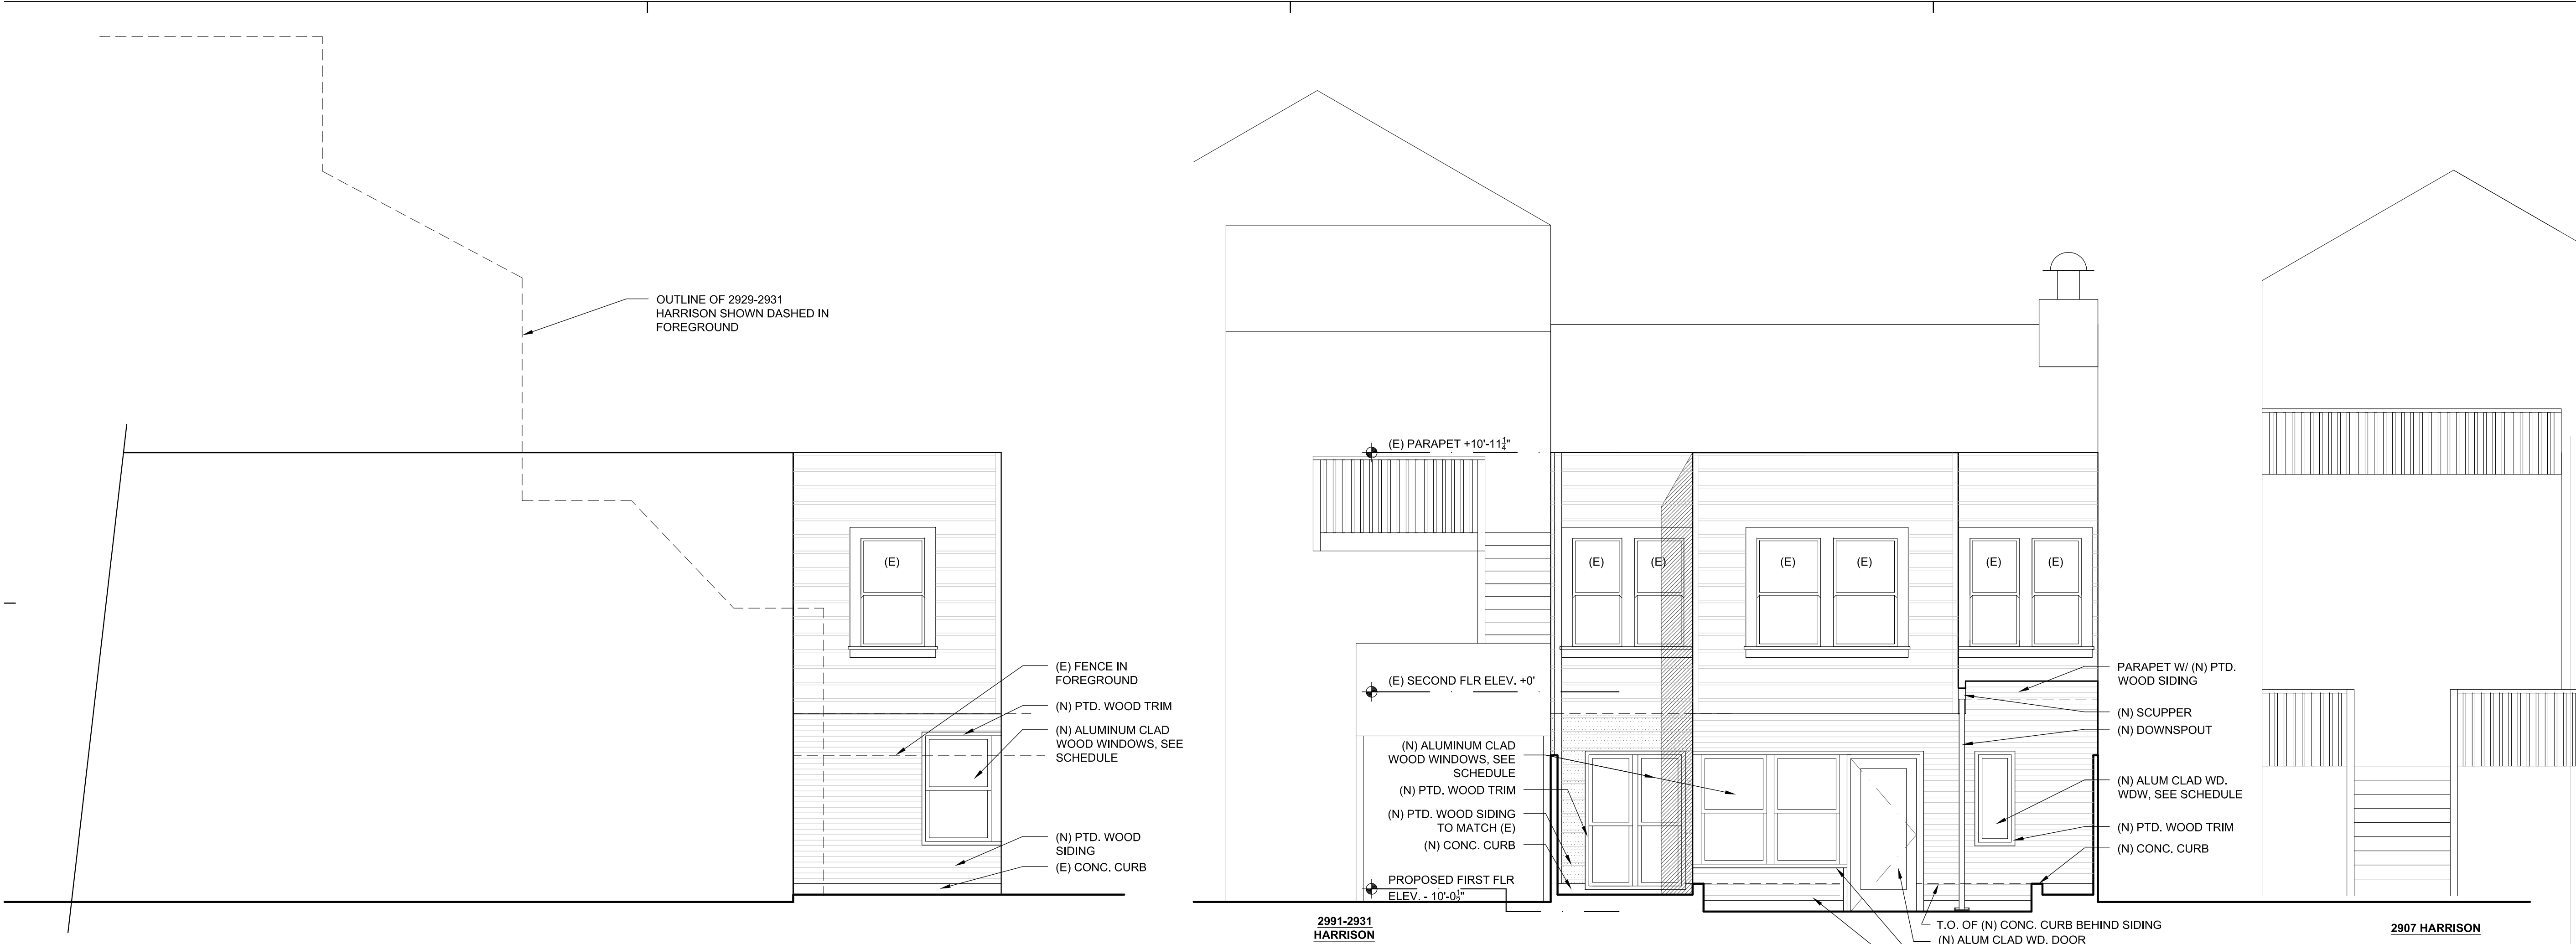 OUTLINE OF 2929-2931
HARRISON SHOWN DASHED IN
FOREGROUND
(E)
(E) FENCE IN
FOREGROUND
(N) PTD. WOOD TRIM
(N) ALUMINUM CLAD
WOOD WINDOWS, SEE
SCHEDULE
(N) PTD. WOOD
SIDING
(E) CONC. CURB
(E) PARAPET +10'-11 1/4"
(E) SECOND FLR ELEV. +0'
(N) ALUMINUM CLAD
WOOD WINDOWS, SEE
SCHEDULE
(N) PTD. WOOD TRIM
(N) PTD. WOOD SIDING
TO MATCH (E)
(N) CONC. CURB
PROPOSED FIRST FLR
ELEV. - 10'-0
2991-2931
HARRISON
(E)
(E)
(E)
(E)
(E)
(E)
PARAPET W/ (N) PTD.
WOOD SIDING
(N) SCUPPER
(N) DOWNSPOUT
(N) ALUM CLAD WD.
WDW, SEE SCHEDULE
(N) PTD. WOOD TRIM
(N) CONC. CURB
T.O. OF (N) CONC. CURB BEHIND SIDING
(N) ALUM CLAD WD. DOOR
2907 HARRISON